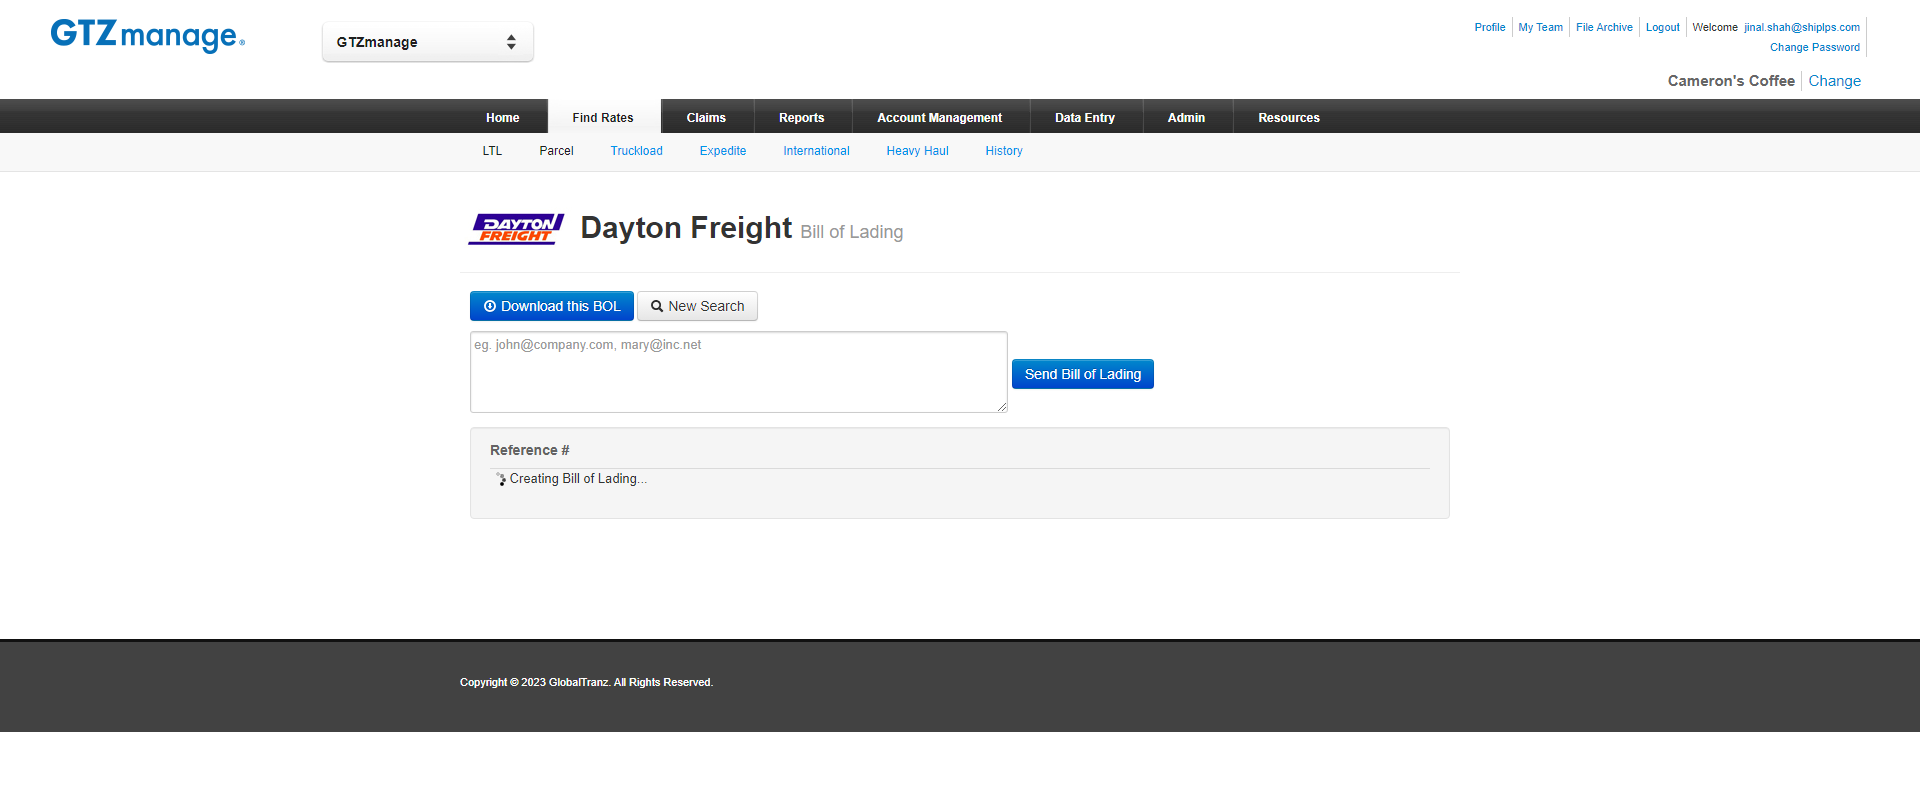 GTZmanage®
GTZmanage
Profile My Team File Archive Logout Welcome jinal.shah@shiplps.com
Change Password
Cameron's Coffee Change
Home Find Rates Claims Reports Account Management Data Entry Admin Resources
LTL Parcel Truckload Expedite International Heavy Haul History
DAYTON
FREIGHT
Dayton Freight Bill of Lading
Download this BOL New Search
eg. john@company.com, mary@inc.net
Send Bill of Lading
Reference #
Creating Bill of Lading...
Copyright © 2023 GlobalTranz. All Rights Reserved.